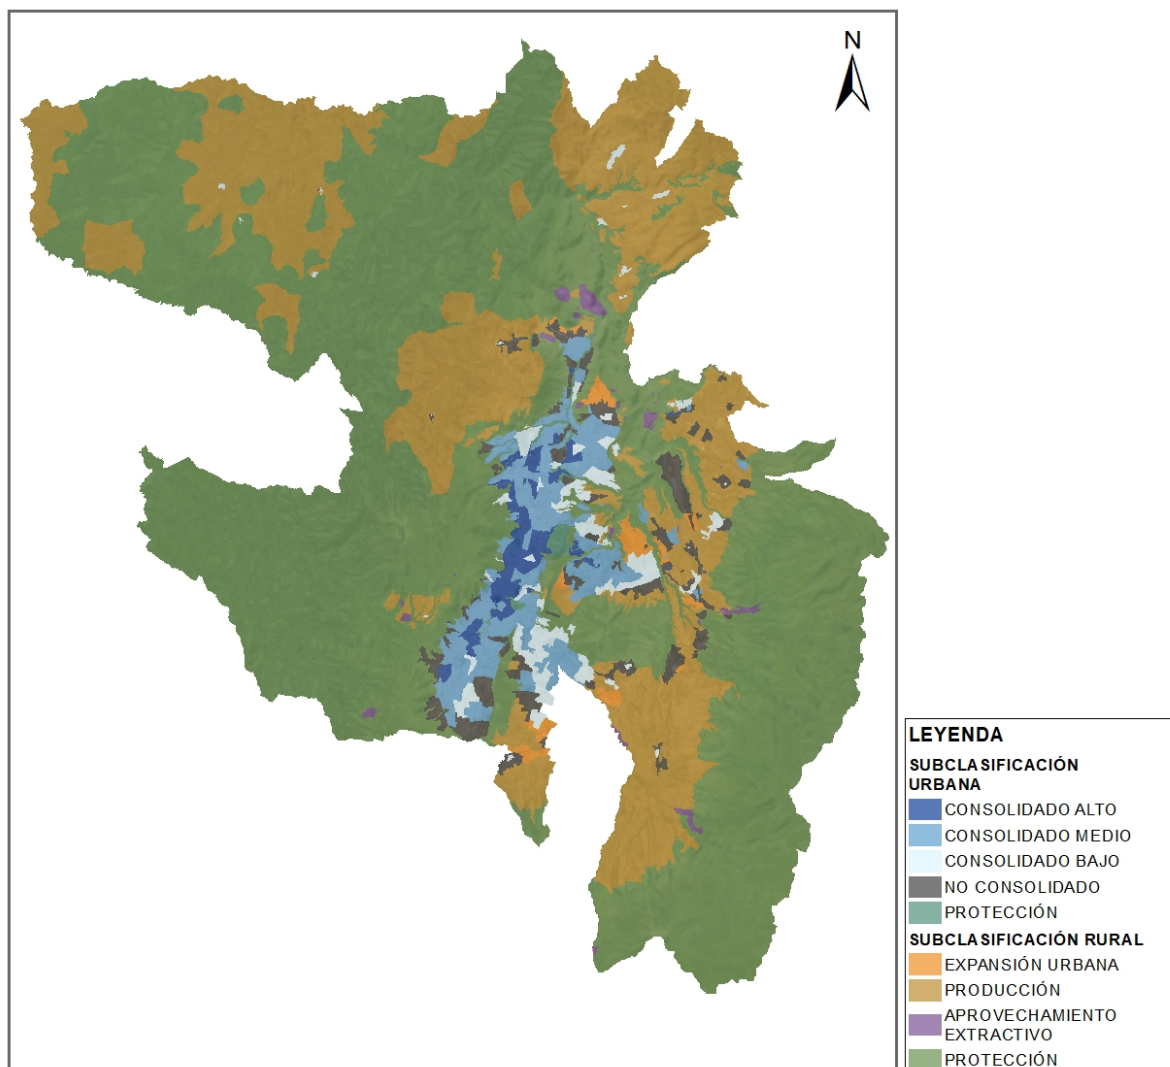 N
LEYENDA
SUBCLASIFICACIÓN
URBANA
CONSOLIDADO ALTO
CONSOLIDADO MEDIO
CONSOLIDADO BAJO
NO CONSOLIDADO
PROTECCIÓN
SUBCLASIFICACIÓN RURAL
EXPANSIÓN URBANA
PRODUCCIÓN
APROVECHAMIENTO
EXTRACTIVO
PROTECCIÓN